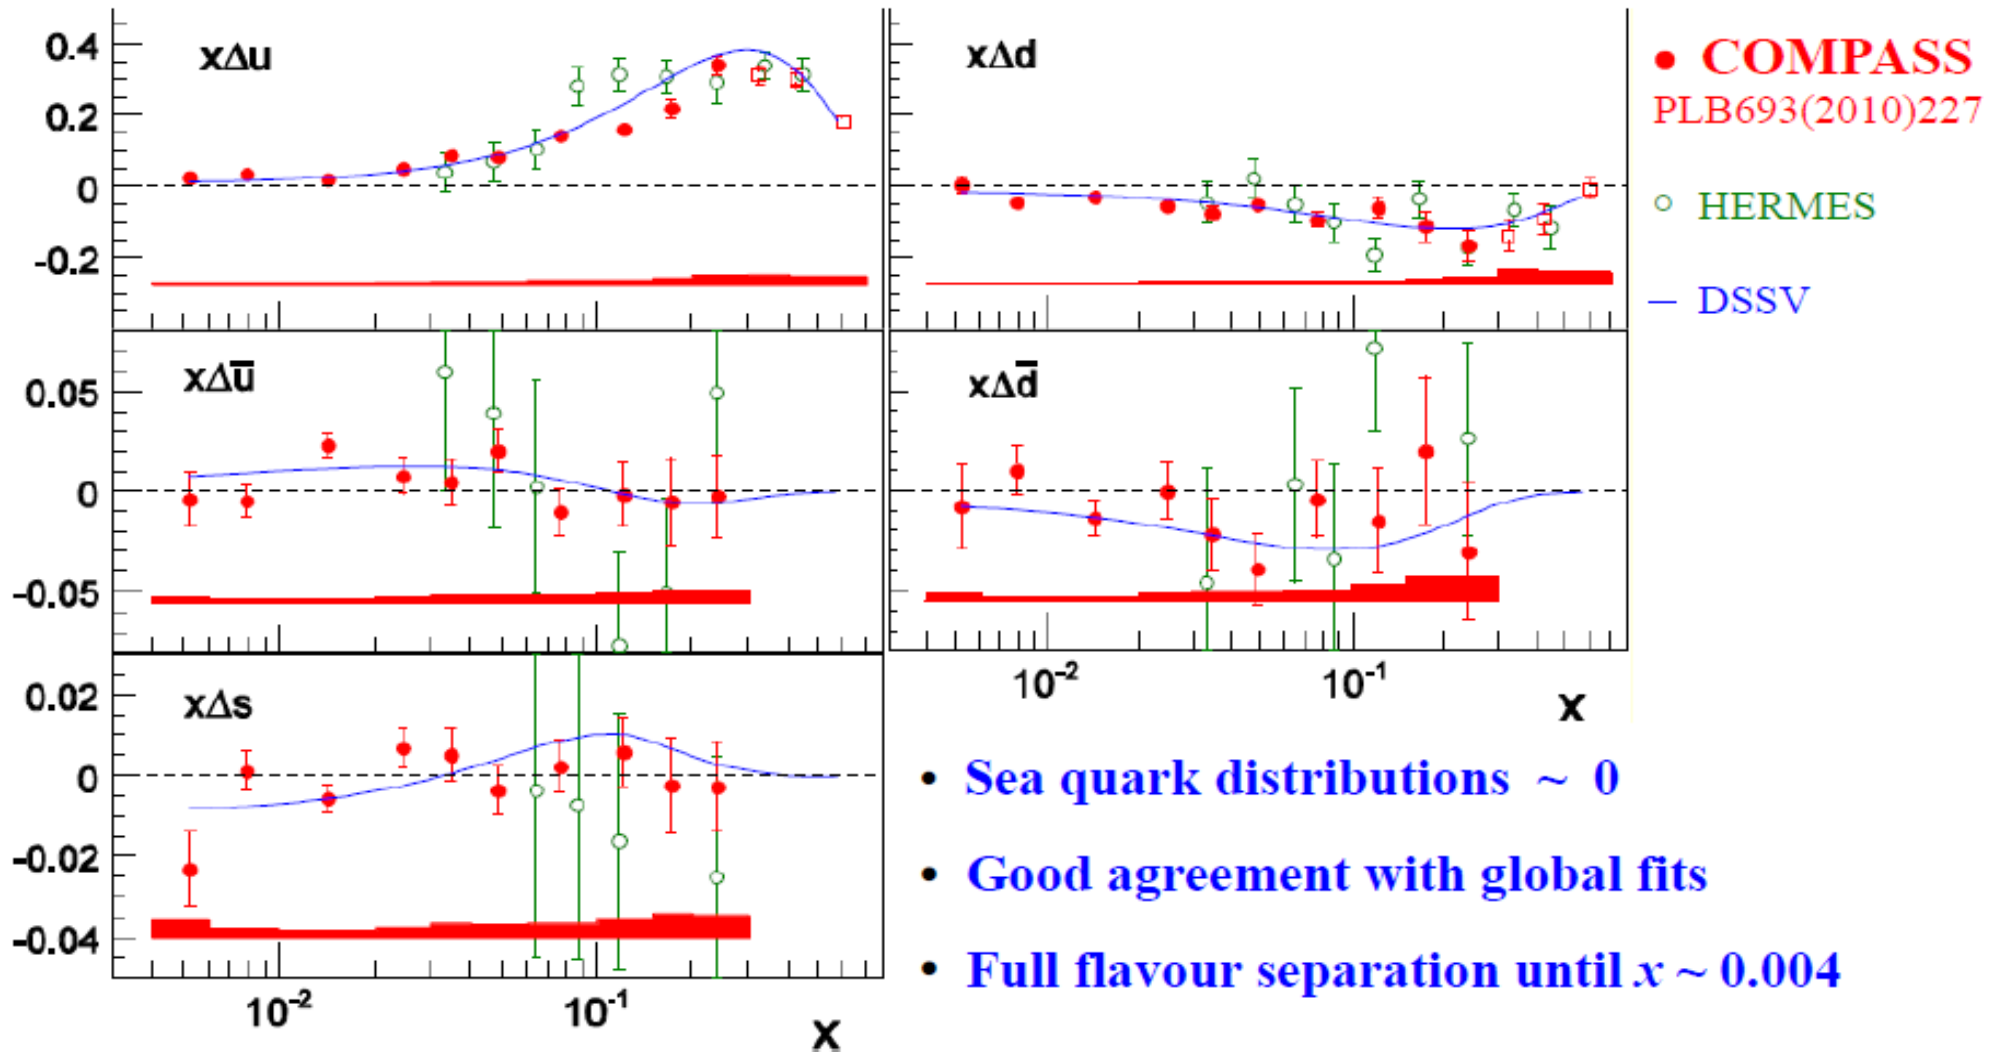 xΔu
0.4
0.2
0
-0.2
xΔd
COMPASS
PLB693(2010)227
HERMES
DSSV
xΔu̅
0.05
0
-0.05
xΔd̅
10⁻² 10⁻¹
x
xΔs
0.02
0
-0.02
-0.04
10⁻² 10⁻¹
x
• Sea quark distributions ~ 0
• Good agreement with global fits
• Full flavour separation until x ~ 0.004